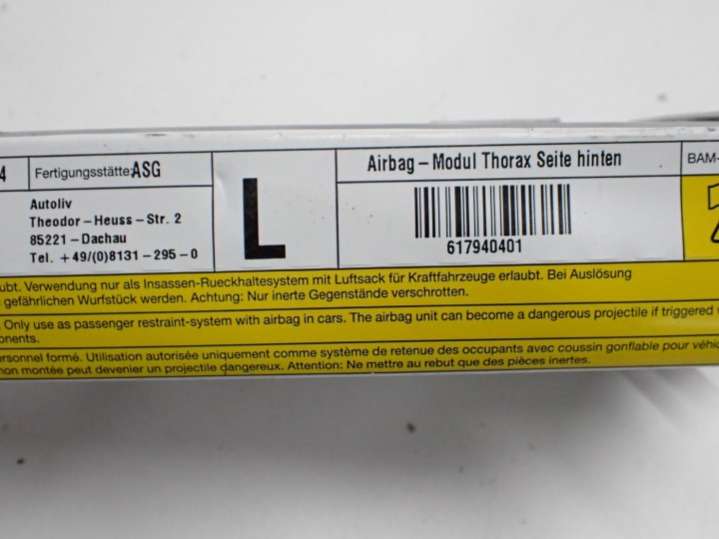 4
Fertigungsstätte: ASG
Autoliv
Theodor-Heuss-Str. 2
85221-Dachau
Tel. +49/(0)8131-295-0
L
Airbag-Modul Thorax Seite hinten
617940401
BAM-
ubt. Verwendung nur als Insassen-Rueckhaltesystem mit Luftsack für Kraftfahrzeuge erlaubt. Bei Auslösung
gefährlichen Wurfstück werden. Achtung: Nur inerte Gegenstände verschrotten.
Only use as passenger restraint-system with airbag in cars. The airbag unit can become a dangerous projectile if triggered
onents.
ersonnel formé. Utilisation autorisée uniquement comme système de retenue des occupants avec coussin gonflable pour véhic
non montée peut devenier un projectile dangereux. Attention: Ne mettre au rebut que des pièces inertes.